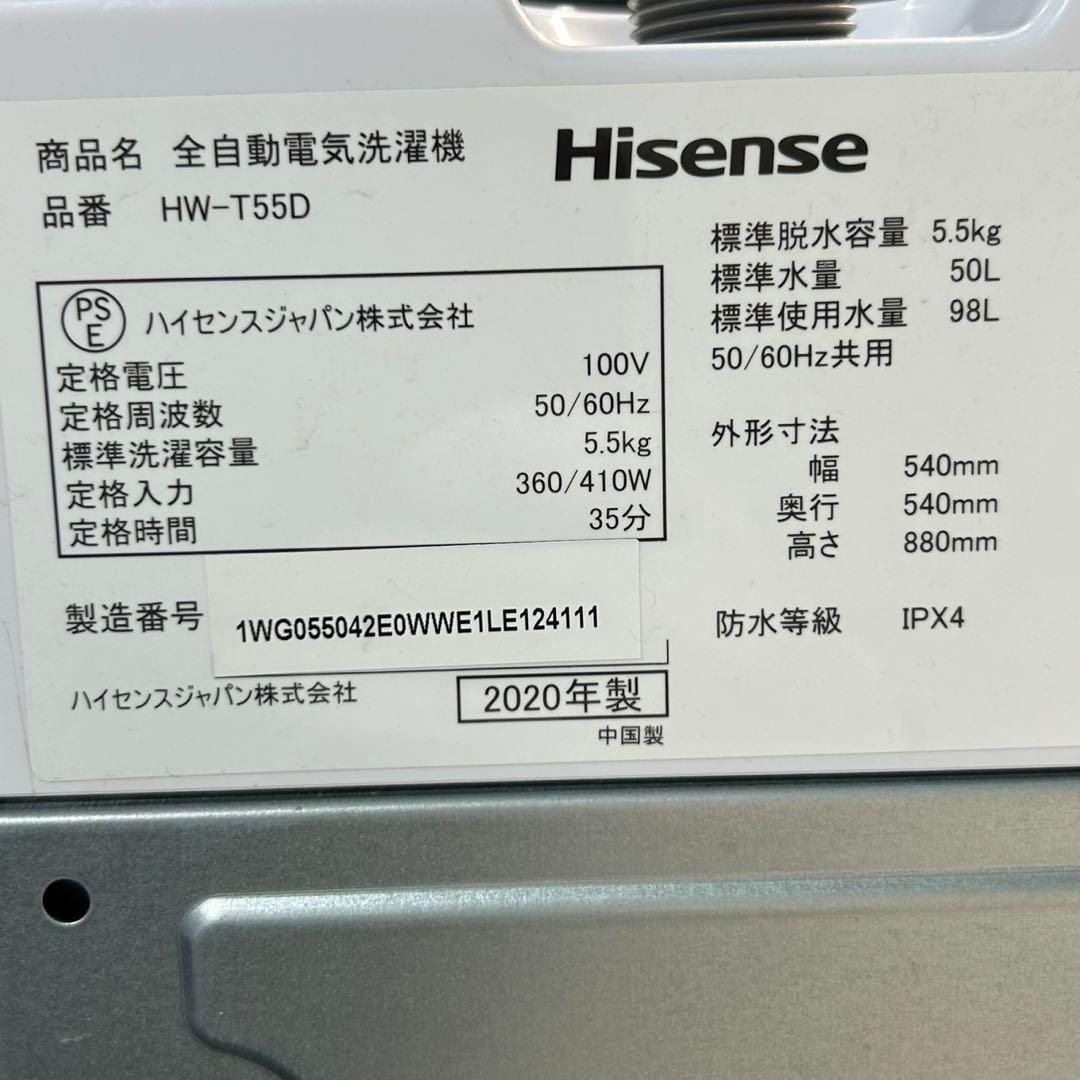 商品名 全自動電気洗濯機
品番 HW-T55D
Hisense
PS
E
ハイセンスジャパン株式会社
定格電圧 100V
定格周波数 50/60Hz
標準洗濯容量 5.5kg
定格入力 360/410W
定格時間 35分
製造番号 1WG055042E0WWE1LE124111
ハイセンスジャパン株式会社
2020年製
中国製
標準脱水容量 5.5kg
標準水量 50L
標準使用水量 98L
50/60Hz共用
外形寸法
幅 540mm
奥行 540mm
高さ 880mm
防水等級 IPX4